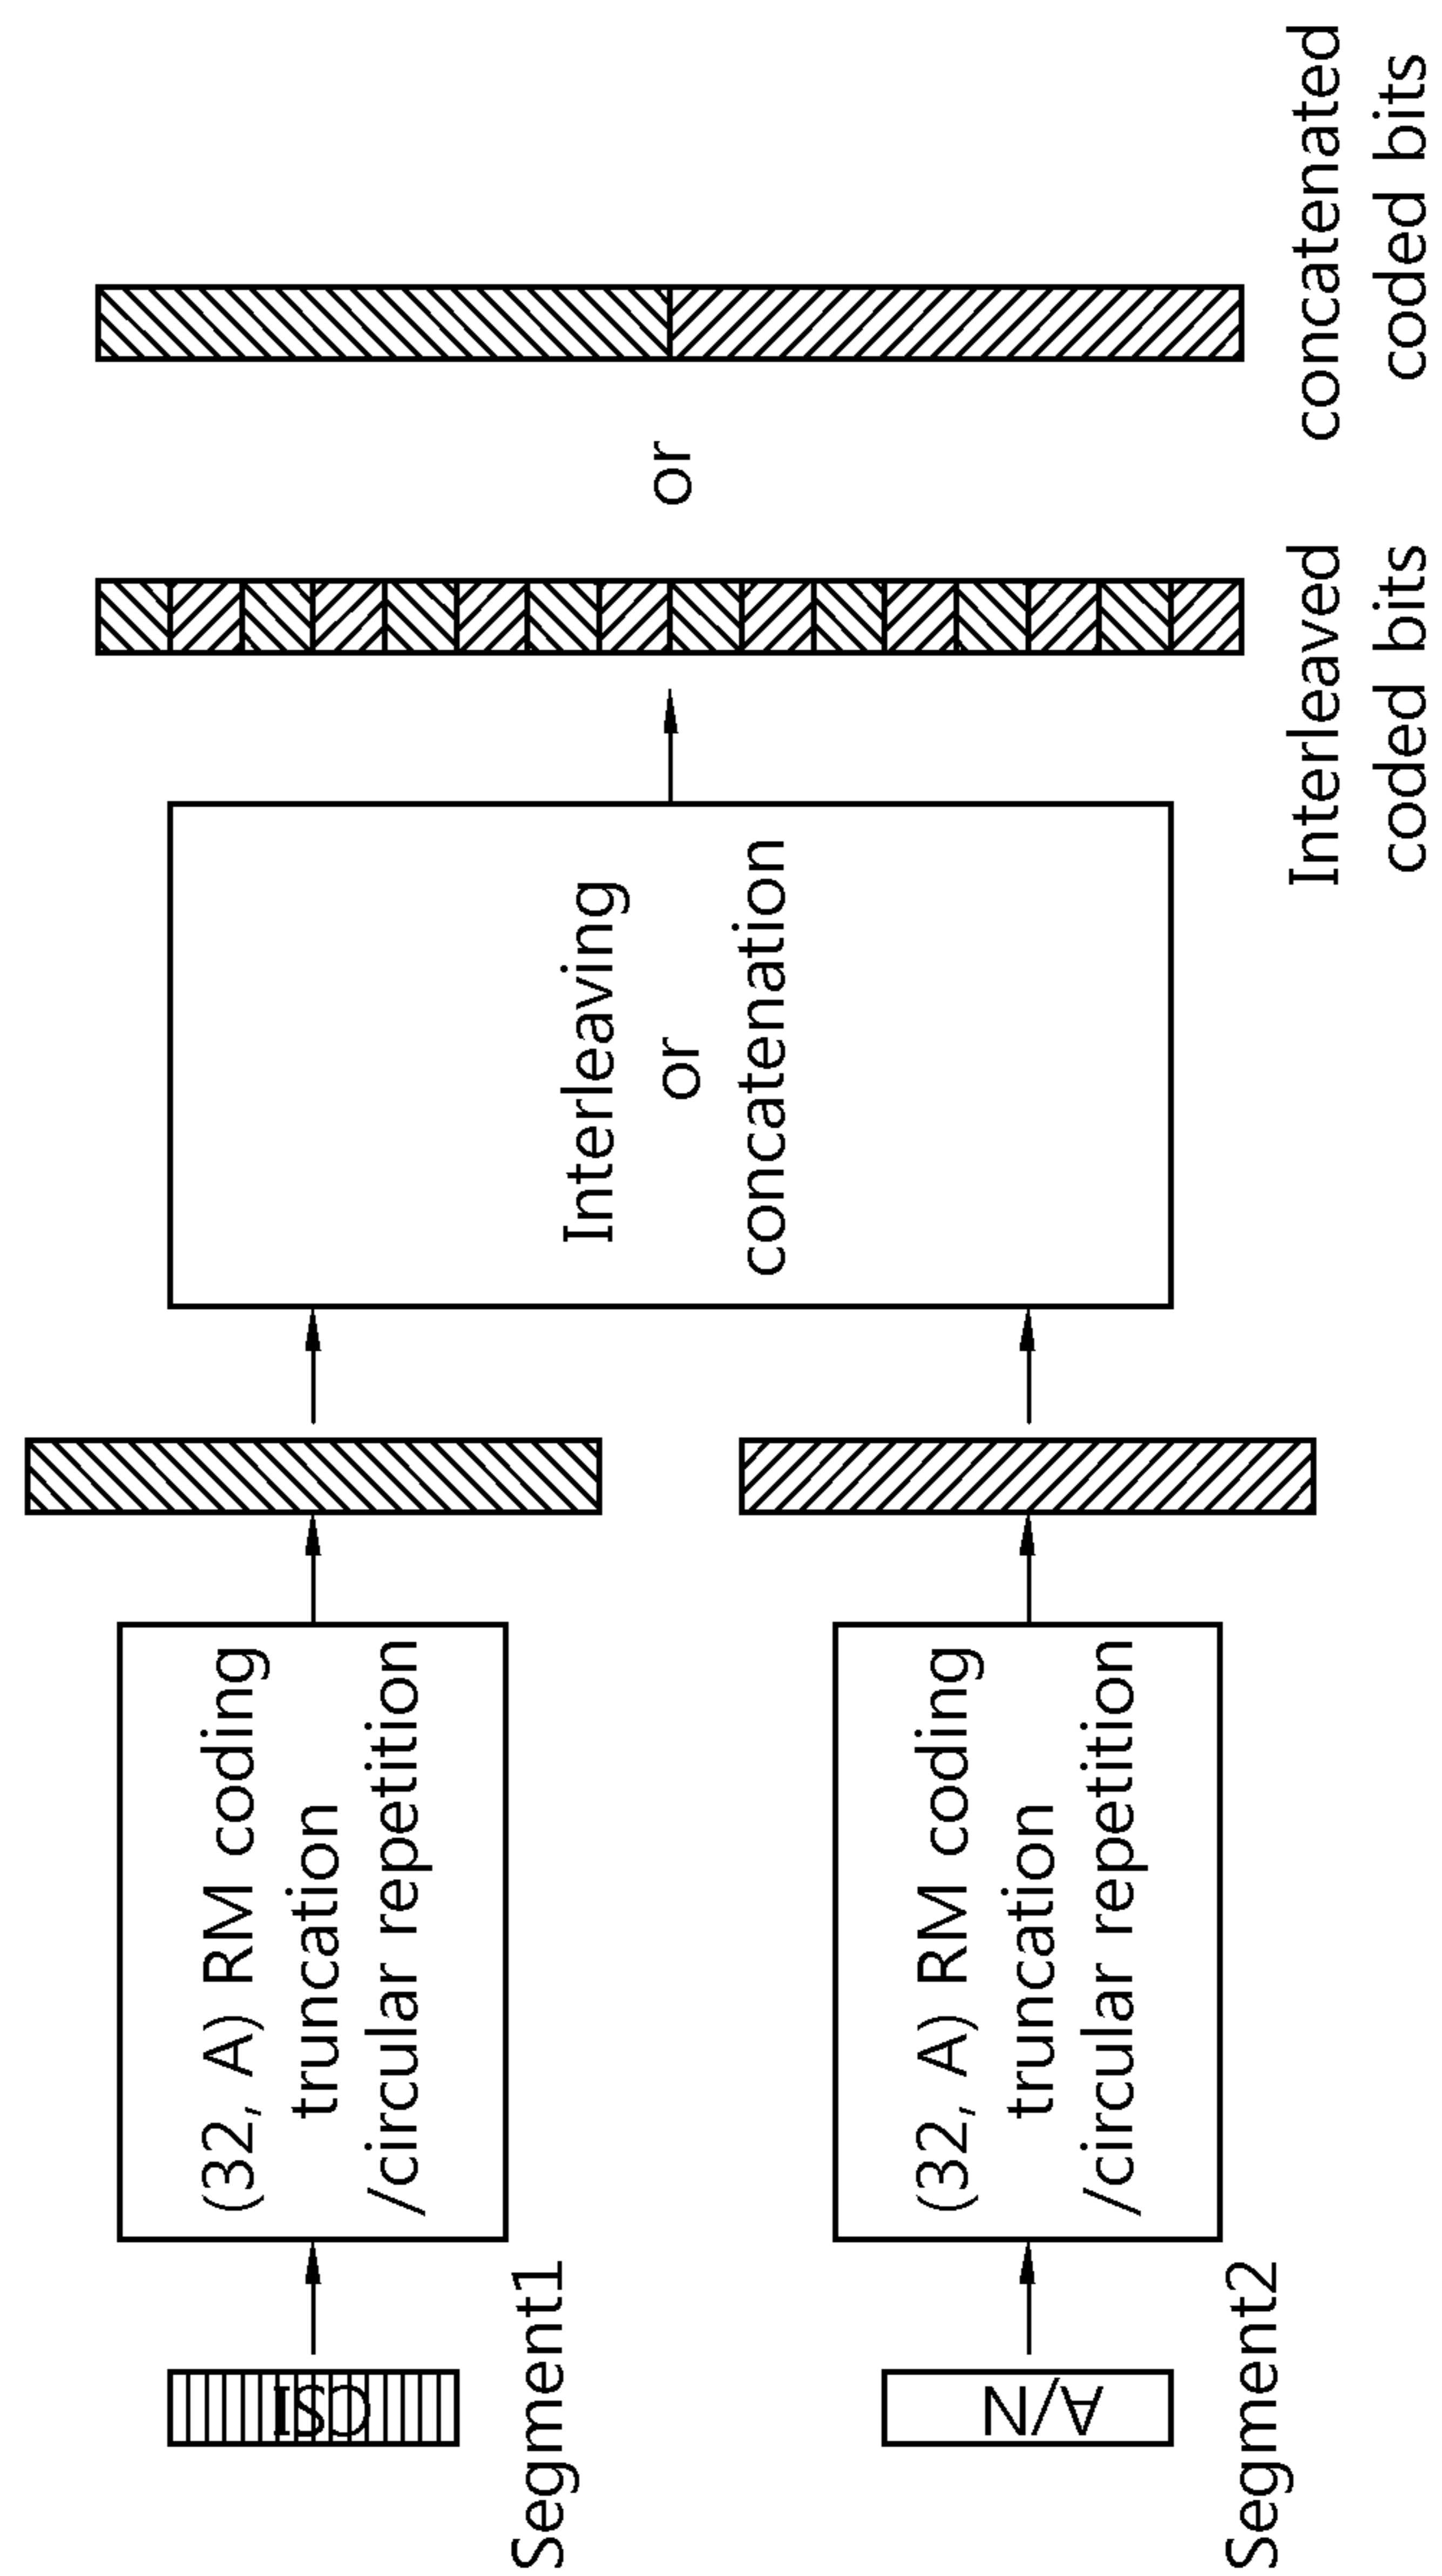 CSI
Segment1
(32, A) RM coding
truncation
/circular repetition
A/N
Segment2
(32, A) RM coding
truncation
/circular repetition
Interleaving
or
concatenation
Interleaved
coded bits
or
concatenated
coded bits